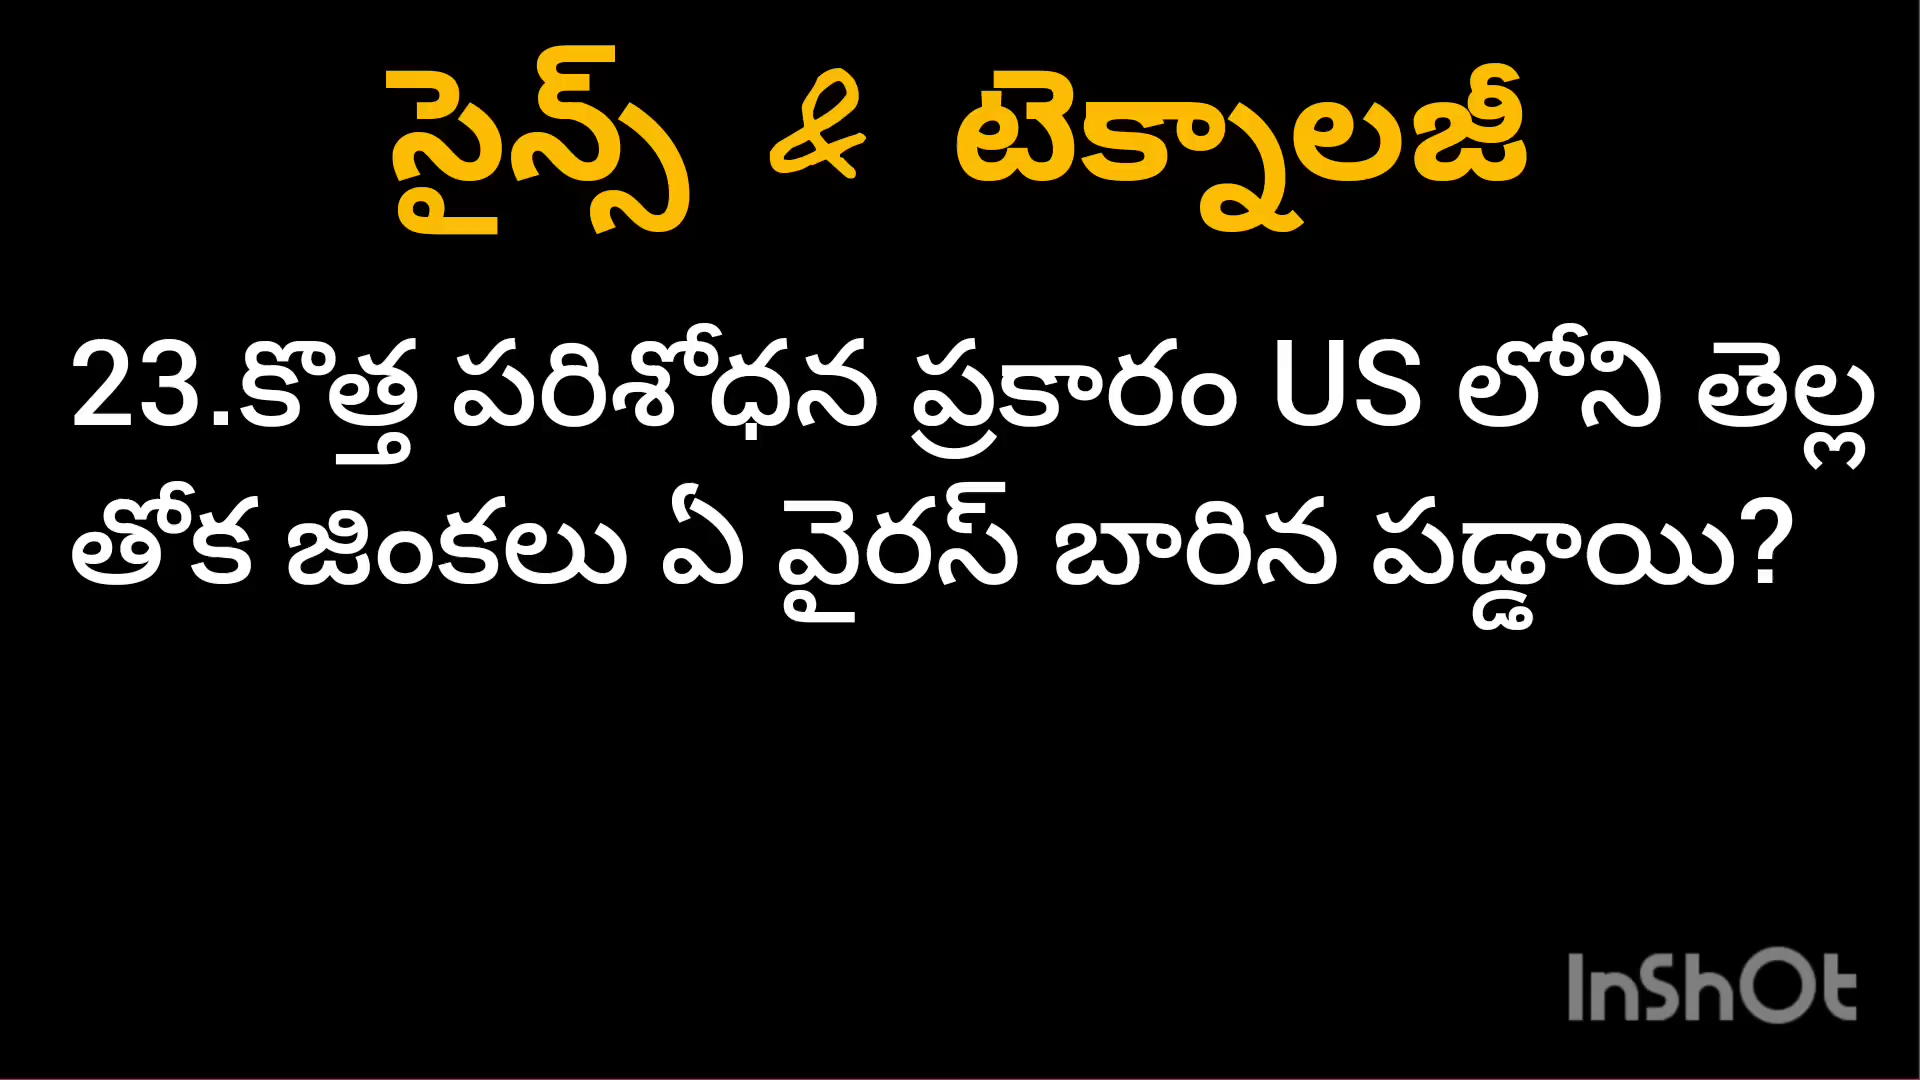 సైన్స్ & టెక్నాలజీ
23.కొత్త పరిశోధన ప్రకారం US లోని తెల్ల
తోక జింకలు ఏ వైరస్ బారిన పడ్డాయి?
InShOt